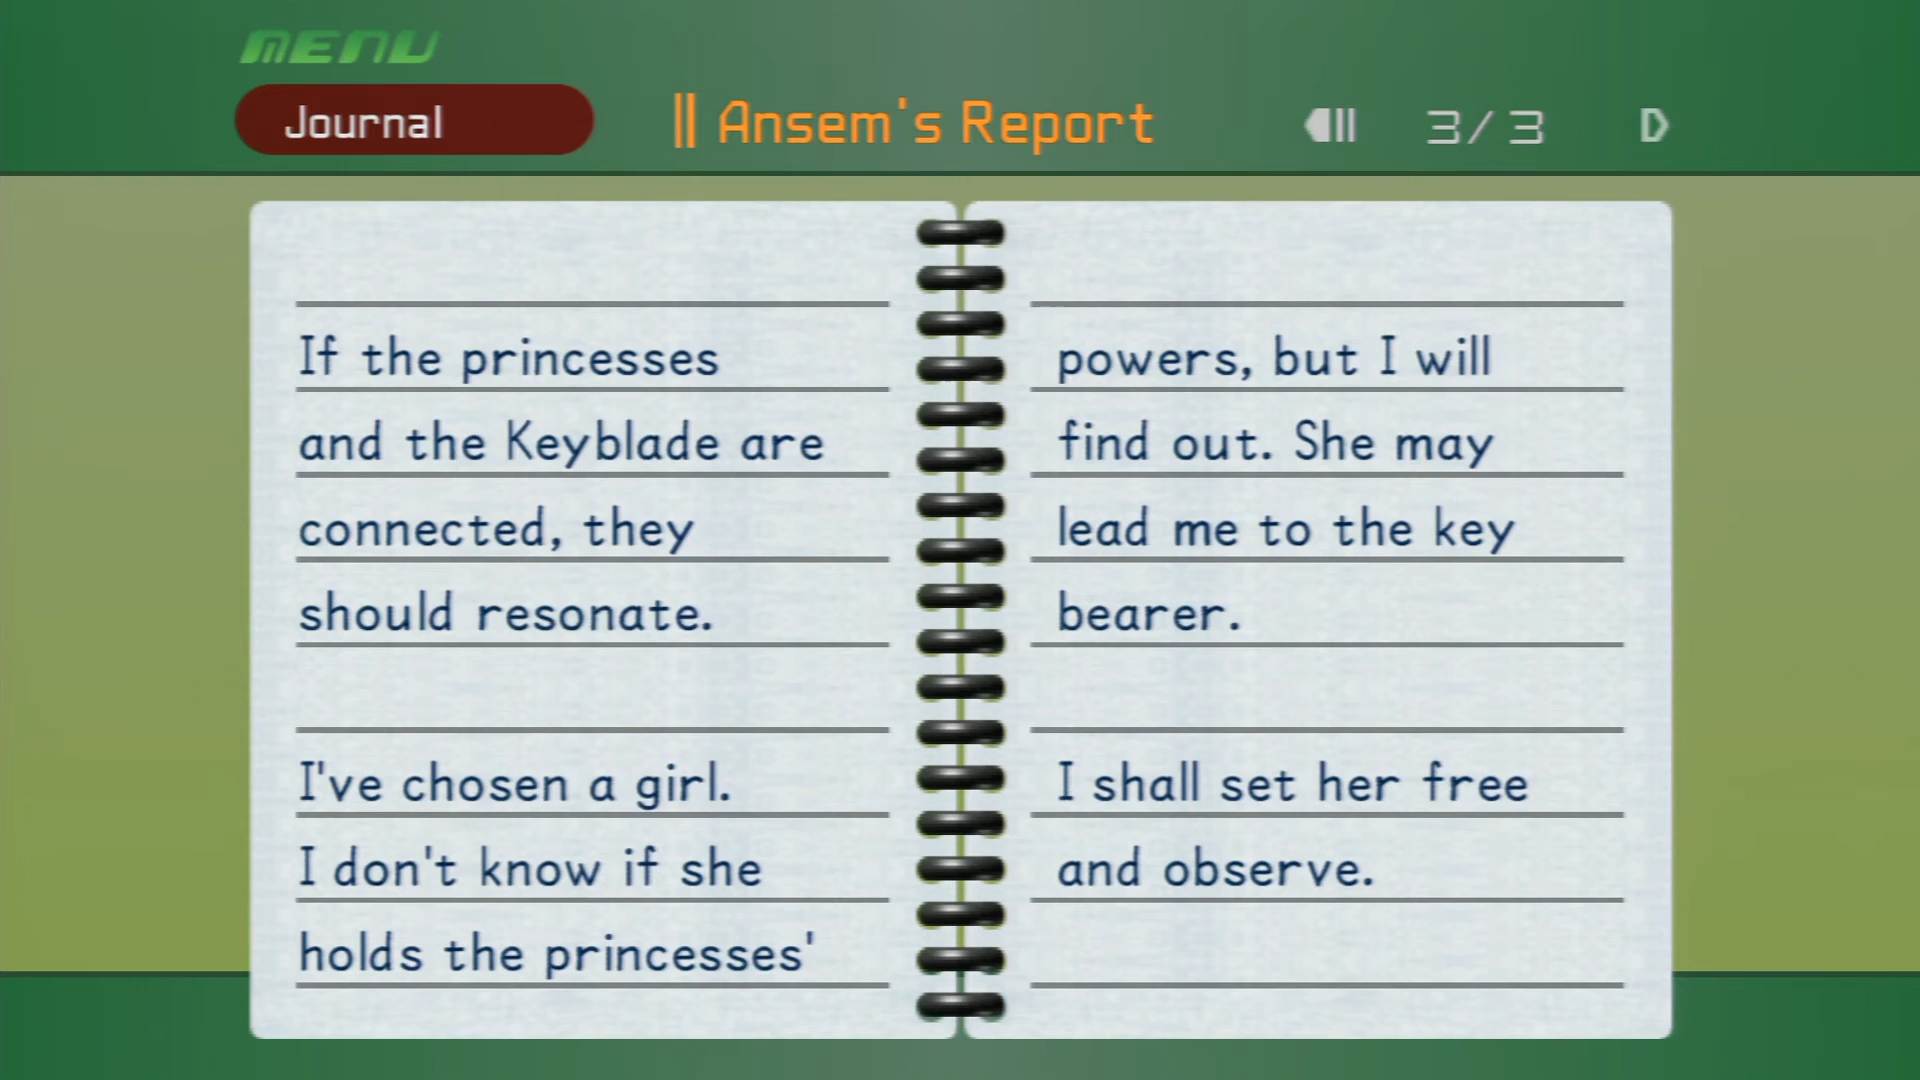 MENU
Journal
Ansem's Report
3/3
If the princesses
and the Keyblade are
connected, they
should resonate.
I've chosen a girl.
I don't know if she
holds the princesses'
powers, but I will
find out. She may
lead me to the key
bearer.
I shall set her free
and observe.